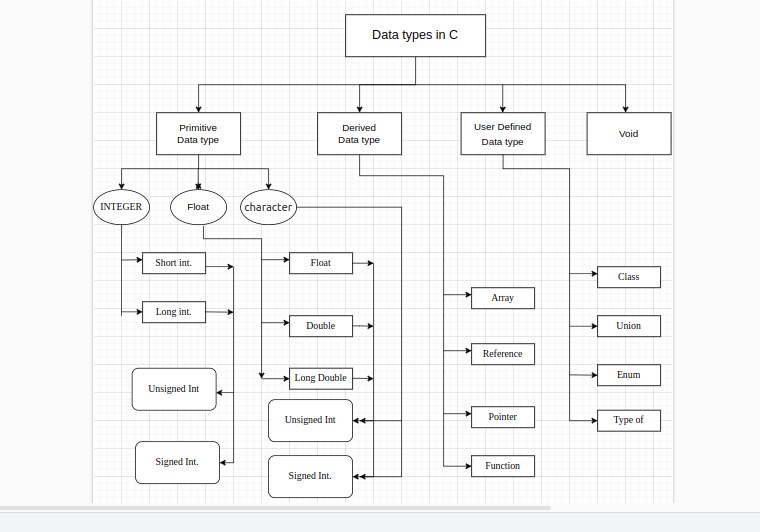 Data types in C
Primitive
Data type
Derived
Data type
User Defined
Data type
Void
INTEGER
Float
character
Short int.
Long int.
Unsigned Int
Signed Int.
Float
Double
Long Double
Unsigned Int
Signed Int.
Array
Reference
Pointer
Function
Class
Union
Enum
Type of